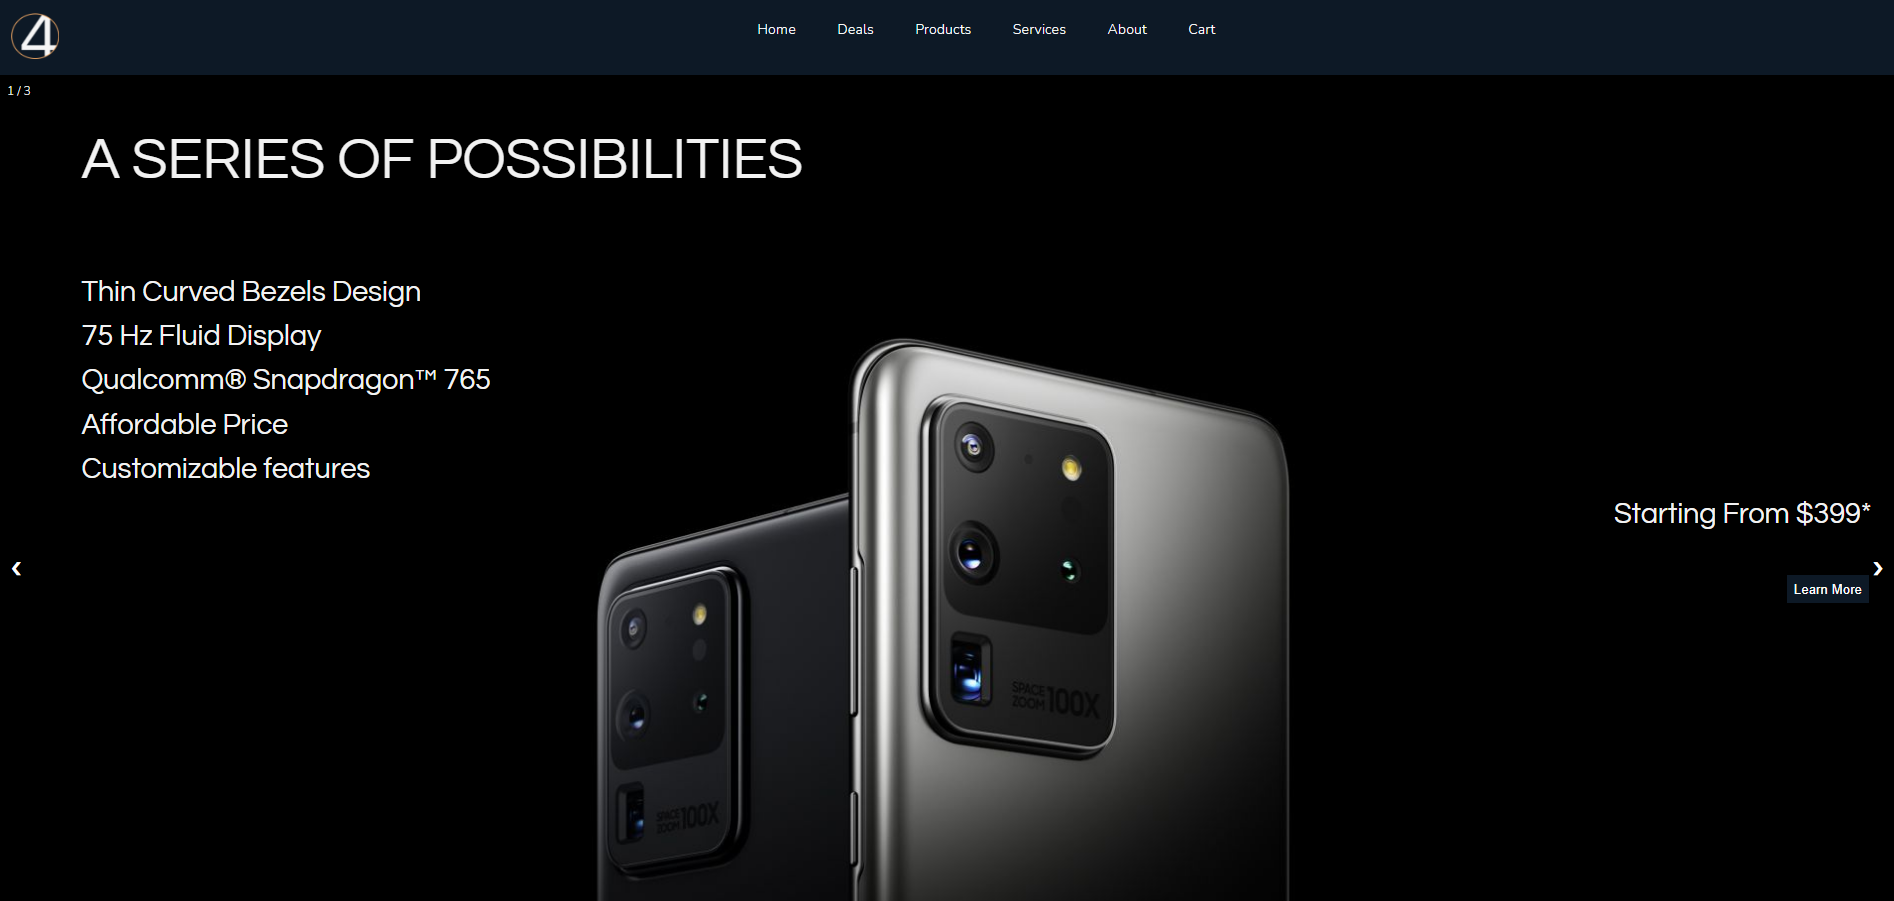 4
Home Deals Products Services About Cart
1 / 3
A SERIES OF POSSIBILITIES
Thin Curved Bezels Design
75 Hz Fluid Display
Qualcomm® Snapdragon™ 765
Affordable Price
Customizable features
Starting From $399*
❮
❯
Learn More
SPACE
ZOOM 100X
SPACE
ZOOM 100X